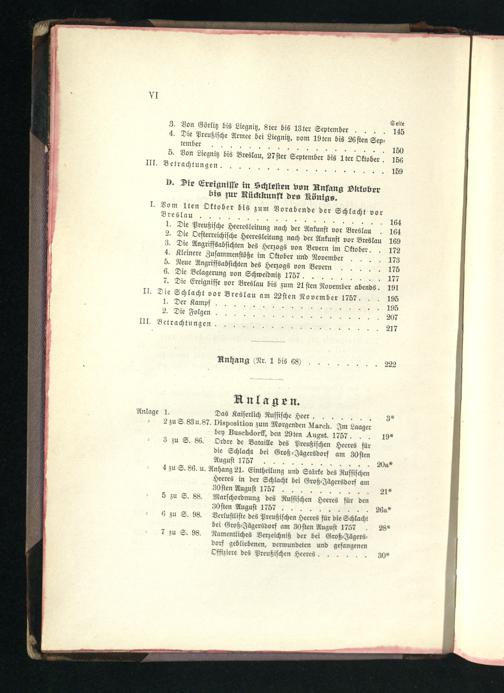 VI
Seite
3. Von Görlitz bis Liegnitz, 8ter bis 13ter September . . . . 145
4. Die Preußische Armee bei Liegnitz, vom 19ten bis 26sten Sep-
tember . . . . . . . . . . . . . . . . . . 150
5. Von Liegnitz bis Breslau, 27ster September bis 1ter Oktober . 156
III. Betrachtungen . . . . . . . . . . . . . . . . . 159
D. Die Ereignisse in Schlesien von Anfang Oktober
bis zur Rückkunft des Königs.
I. Vom 1ten Oktober bis zum Vorabende der Schlacht vor
Breslau . . . . . . . . . . . . . . . . . . 164
1. Die Preußische Heeresleitung nach der Ankunft vor Breslau . 164
2. Die Oesterreichische Heeresleitung nach der Ankunft vor Breslau 169
3. Die Angriffsabsichten des Herzogs von Bevern im Oktober . . 172
4. Kleinere Zusammenstöße im Oktober und November . . . . 173
5. Neue Angriffsabsichten des Herzogs von Bevern . . . . . 175
6. Die Belagerung von Schweidnitz 1757 . . . . . . . . 177
7. Die Ereignisse vor Breslau bis zum 21sten November abends . 191
II. Die Schlacht vor Breslau am 22sten November 1757 . . . 195
1. Der Kampf . . . . . . . . . . . . . . . . . 195
2. Die Folgen . . . . . . . . . . . . . . . . . 207
III. Betrachtungen . . . . . . . . . . . . . . . . . 217
Anhang (Nr. 1 bis 68) . . . . . . . . . 222
Anlagen.
Anlage 1. Das Kaiserlich Russische Heer . . . . . . . 3*
" 2 zu S. 83 u. 87. Disposition zum Morgenden March. Im Laager
bey Buschdorff, den 29ten Augst. 1757 . . . 19*
" 3 zu S. 86. Ordre de Bataille des Preußischen Heeres für
die Schlacht bei Groß-Jägersdorf am 30sten
August 1757 . . . . . . . . . . . . 20a*
" 4 zu S. 86. u. Anhang 21. Eintheilung und Stärke des Russischen
Heeres in der Schlacht bei Groß-Jägersdorf am
30sten August 1757 . . . . . . . . . . 21*
" 5 zu S. 88. Marschordnung des Russischen Heeres für den
30sten August 1757 . . . . . . . . . . 26a*
" 6 zu S. 98. Verlustliste des Preußischen Heeres für die Schlacht
bei Groß-Jägersdorf am 30sten August 1757 . 28*
" 7 zu S. 98. Namentliches Verzeichniß der bei Groß-Jägers-
dorf gebliebenen, verwundeten und gefangenen
Offiziere des Preußischen Heeres . . . . . . 30*